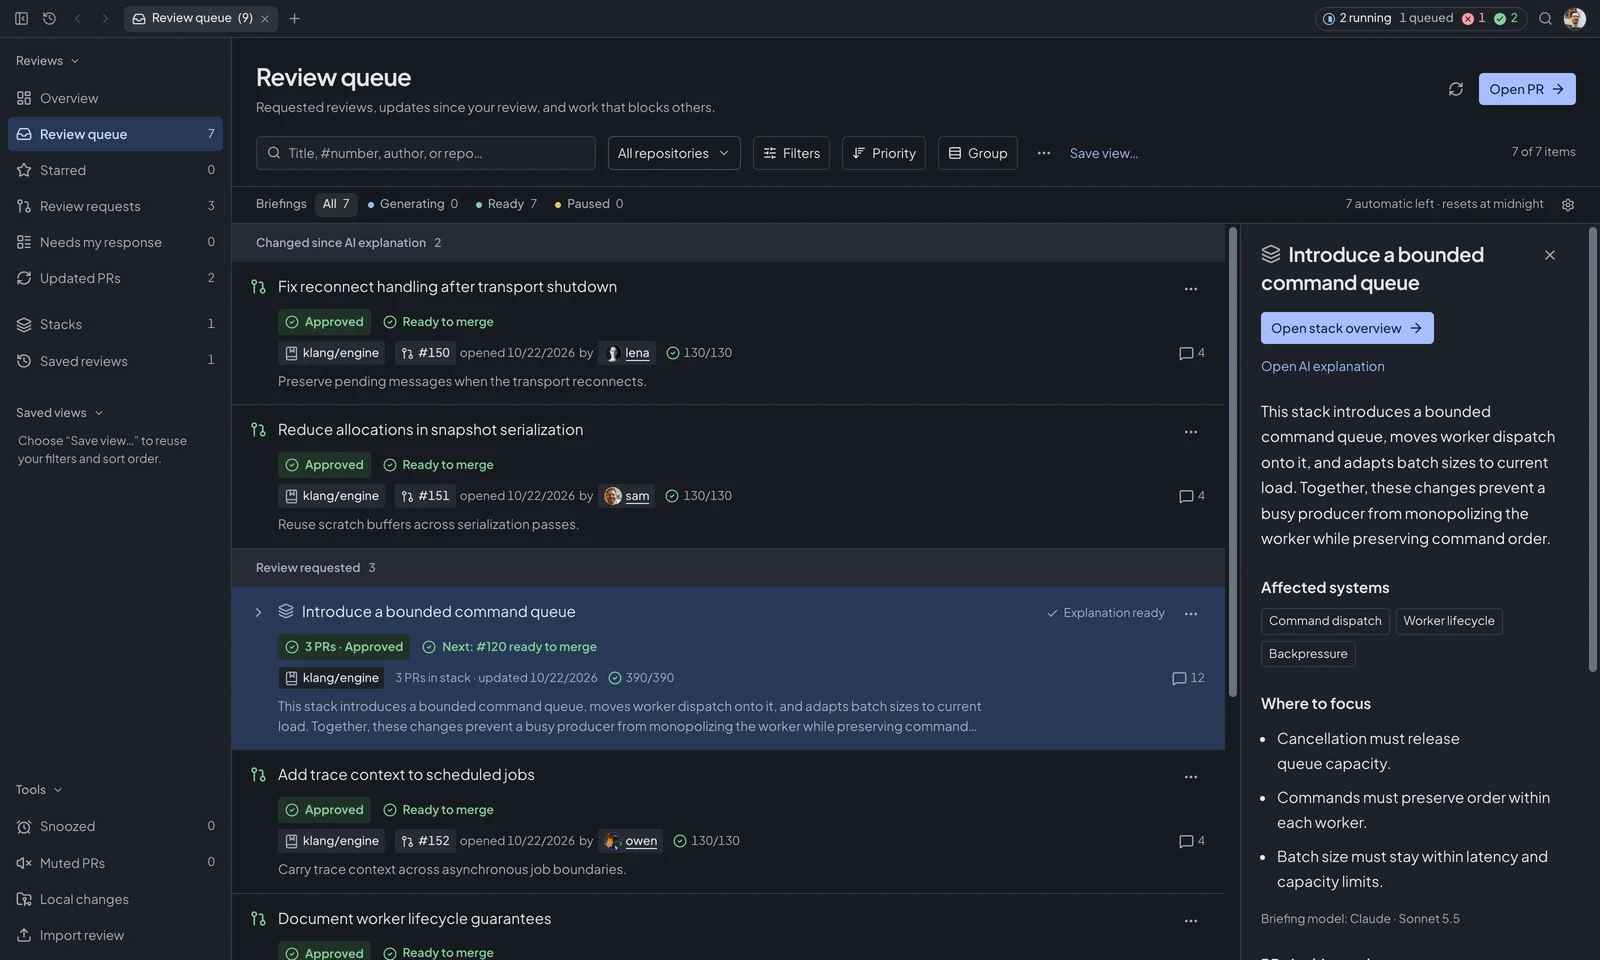 Review queue (9)
2 running 1 queued 1 2
Reviews
Overview
Review queue 7
Starred 0
Review requests 3
Needs my response 0
Updated PRs 2
Stacks 1
Saved reviews 1
Saved views
Choose “Save view...” to reuse
your filters and sort order.
Tools
Snoozed 0
Muted PRs 0
Local changes
Import review
Review queue
Requested reviews, updates since your review, and work that blocks others.
Open PR
Title, #number, author, or repo...
All repositories
Filters
Priority
Group
Save view...
7 of 7 items
Briefings All 7 Generating 0 Ready 7 Paused 0
7 automatic left · resets at midnight
Changed since AI explanation 2
Fix reconnect handling after transport shutdown
Approved Ready to merge
klang/engine #150 opened 10/22/2026 by lena 130/130 4
Preserve pending messages when the transport reconnects.
Reduce allocations in snapshot serialization
Approved Ready to merge
klang/engine #151 opened 10/22/2026 by sam 130/130 4
Reuse scratch buffers across serialization passes.
Review requested 3
Introduce a bounded command queue Explanation ready
3 PRs · Approved Next: #120 ready to merge
klang/engine 3 PRs in stack · updated 10/22/2026 390/390 12
This stack introduces a bounded command queue, moves worker dispatch onto it, and adapts batch sizes to current
load. Together, these changes prevent a busy producer from monopolizing the worker while preserving command...
Add trace context to scheduled jobs
Approved Ready to merge
klang/engine #152 opened 10/22/2026 by owen 130/130 4
Carry trace context across asynchronous job boundaries.
Document worker lifecycle guarantees
Approved Ready to merge
Introduce a bounded
command queue
Open stack overview
Open AI explanation
This stack introduces a bounded
command queue, moves worker dispatch
onto it, and adapts batch sizes to current
load. Together, these changes prevent a
busy producer from monopolizing the
worker while preserving command order.
Affected systems
Command dispatch Worker lifecycle
Backpressure
Where to focus
• Cancellation must release
queue capacity.
• Commands must preserve order within
each worker.
• Batch size must stay within latency and
capacity limits.
Briefing model: Claude · Sonnet 5.5